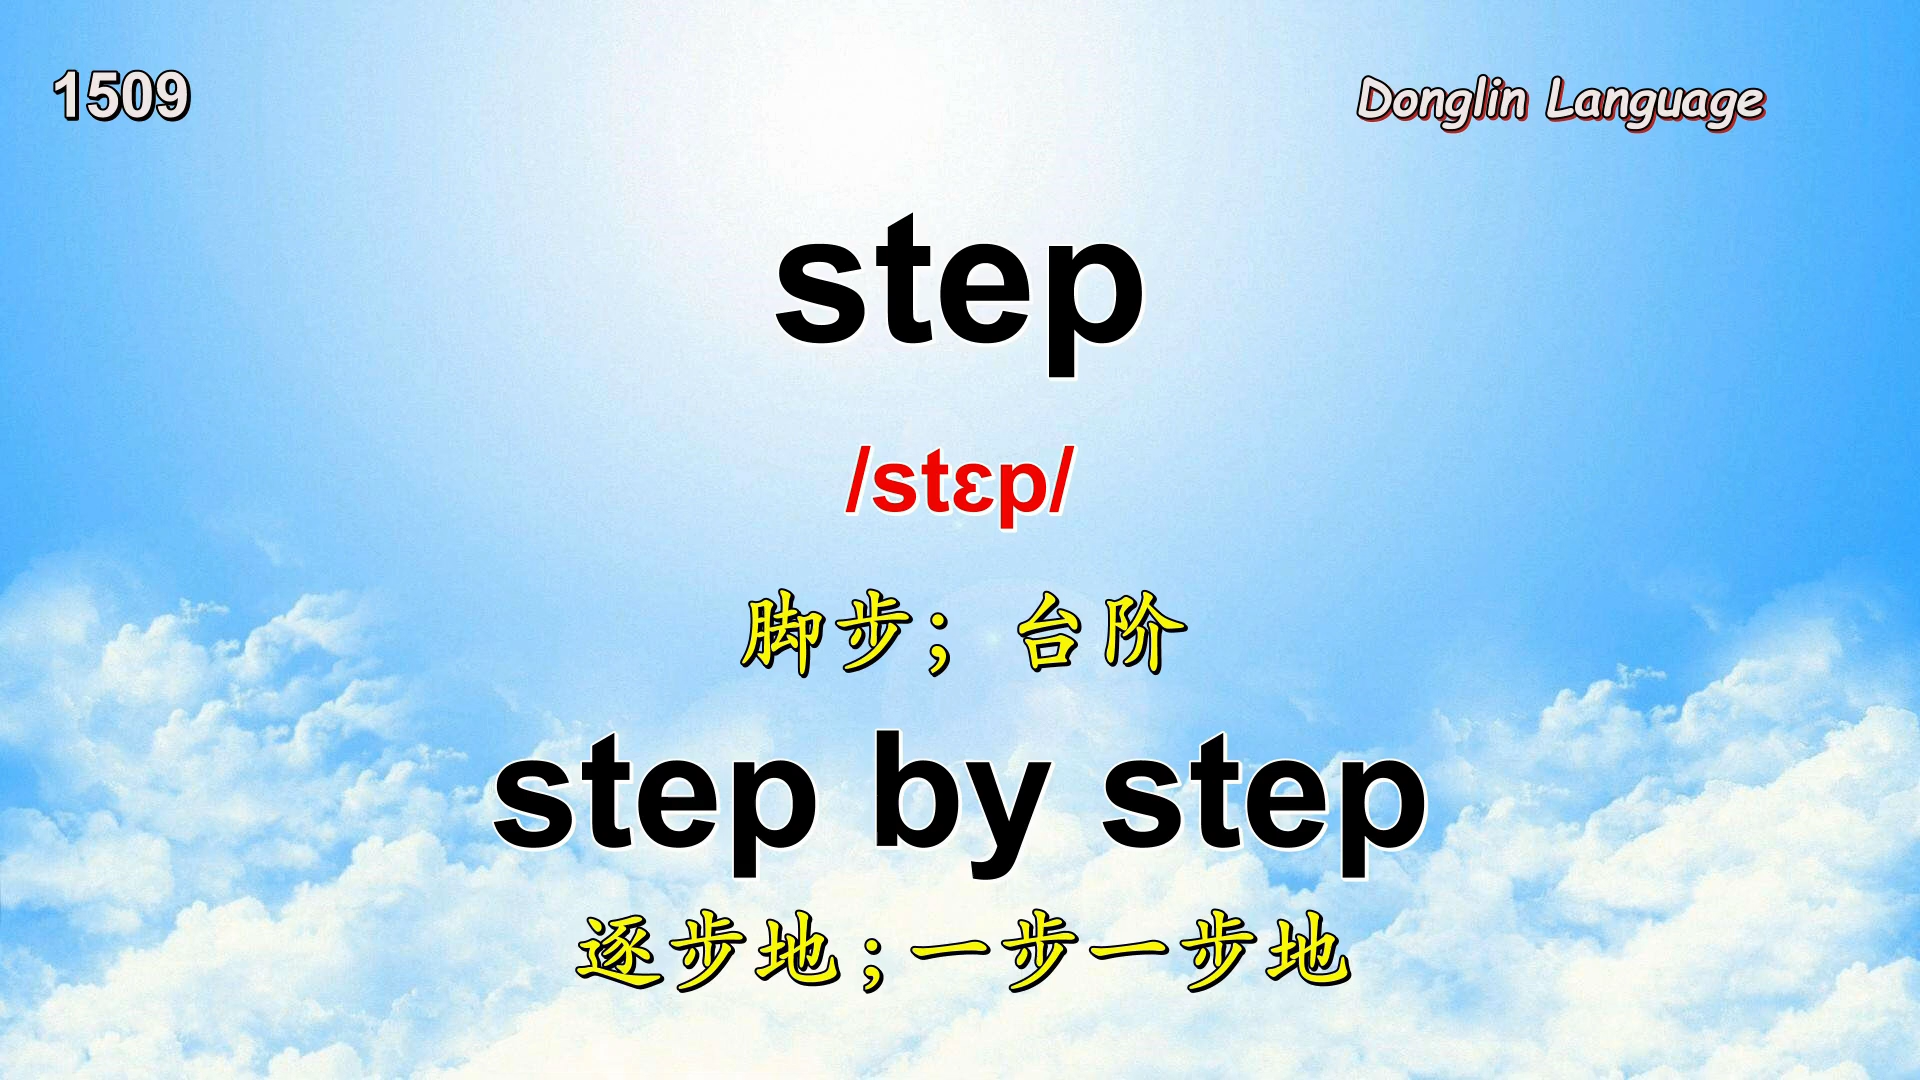 1509
Donglin Language
step
/stɛp/
脚步；台阶
step by step
逐步地;一步一步地